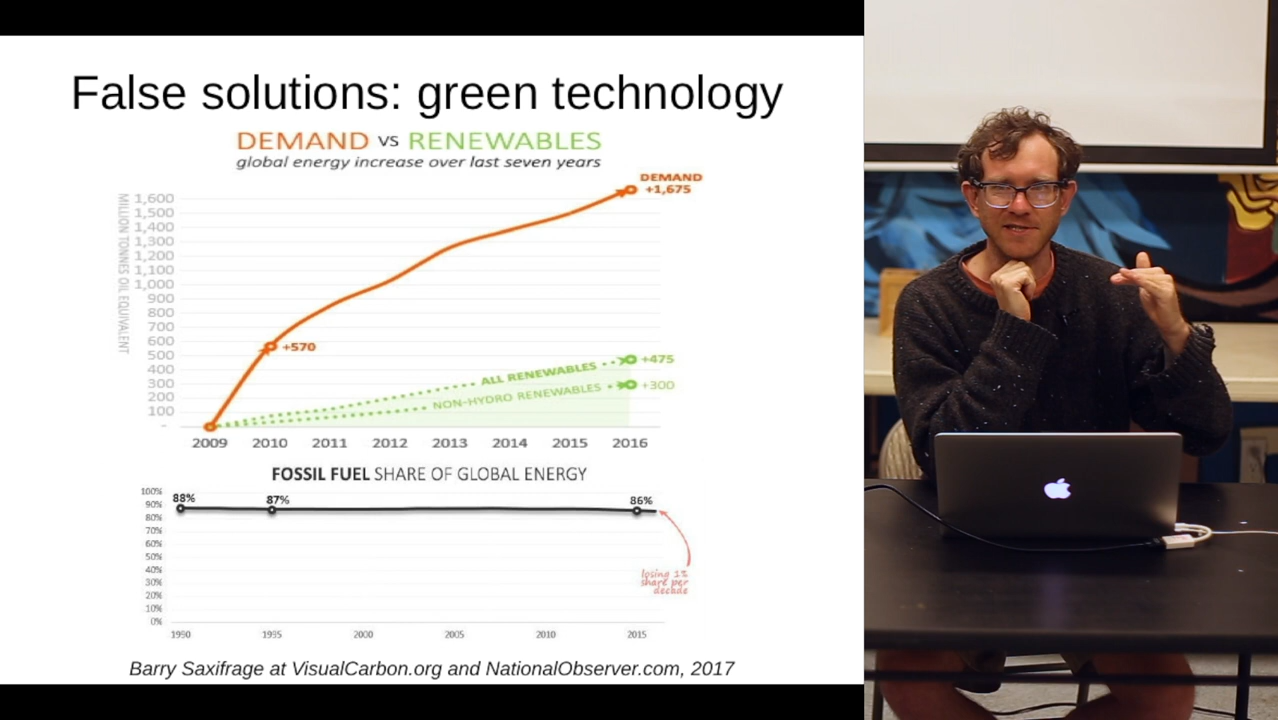 False solutions: green technology
DEMAND vs RENEWABLES
global energy increase over last seven years
MILLION TONNES OIL EQUIVALENT
1,600
1,500
1,400
1,300
1,200
1,100
1,000
900
800
700
600
500
400
300
200
100
-
DEMAND
+1,675
+570
ALL RENEWABLES
+475
NON-HYDRO RENEWABLES
+300
2009 2010 2011 2012 2013 2014 2015 2016
FOSSIL FUEL SHARE OF GLOBAL ENERGY
100%
90%
80%
70%
60%
50%
40%
30%
20%
10%
0%
88%
87%
86%
losing 1%
share per
decade
1990 1995 2000 2005 2010 2015
Barry Saxifrage at VisualCarbon.org and NationalObserver.com, 2017